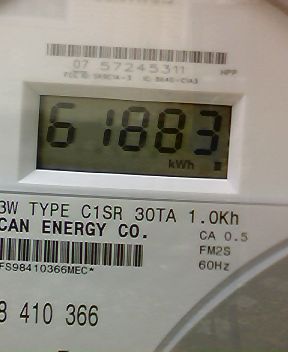 07 57245311
HPP
61883
kWh
3W TYPE C1SR 30TA 1.0Kh
CAN ENERGY CO.
CA 0.5
FM2S
FS98410366MEC*
60Hz
8 410 366